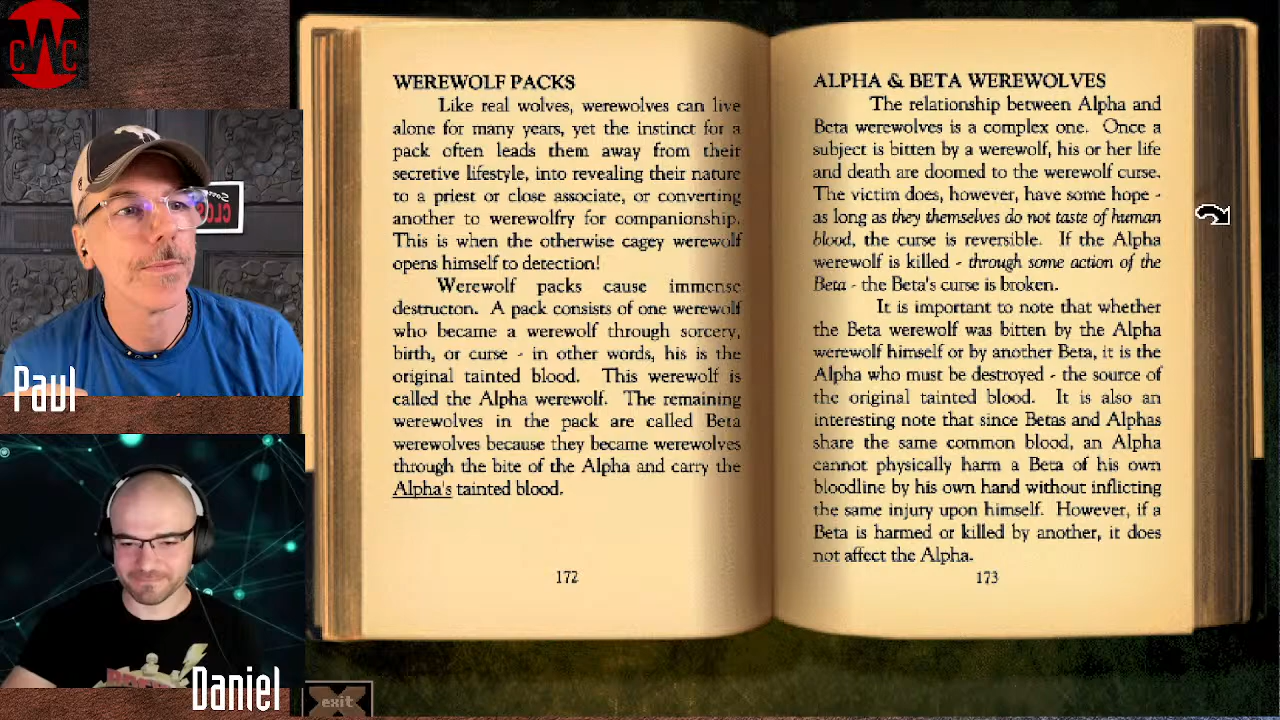 CWC
WEREWOLF PACKS
Like real wolves, werewolves can live
alone for many years, yet the instinct for a
pack often leads them away from their
secretive lifestyle, into revealing their nature
to a priest or close associate, or converting
another to werewolfry for companionship.
This is when the otherwise cagey werewolf
opens himself to detection!
Werewolf packs cause immense
destructon. A pack consists of one werewolf
who became a werewolf through sorcery,
birth, or curse - in other words, his is the
original tainted blood. This werewolf is
called the Alpha werewolf. The remaining
werewolves in the pack are called Beta
werewolves because they became werewolves
through the bite of the Alpha and carry the
Alpha's tainted blood.
172
ALPHA & BETA WEREWOLVES
The relationship between Alpha and
Beta werewolves is a complex one. Once a
subject is bitten by a werewolf, his or her life
and death are doomed to the werewolf curse.
The victim does, however, have some hope -
as long as they themselves do not taste of human
blood, the curse is reversible. If the Alpha
werewolf is killed - through some action of the
Beta - the Beta's curse is broken.
It is important to note that whether
the Beta werewolf was bitten by the Alpha
werewolf himself or by another Beta, it is the
Alpha who must be destroyed - the source of
the original tainted blood. It is also an
interesting note that since Betas and Alphas
share the same common blood, an Alpha
cannot physically harm a Beta of his own
bloodline by his own hand without inflicting
the same injury upon himself. However, if a
Beta is harmed or killed by another, it does
not affect the Alpha.
173
Paul
Daniel
exit